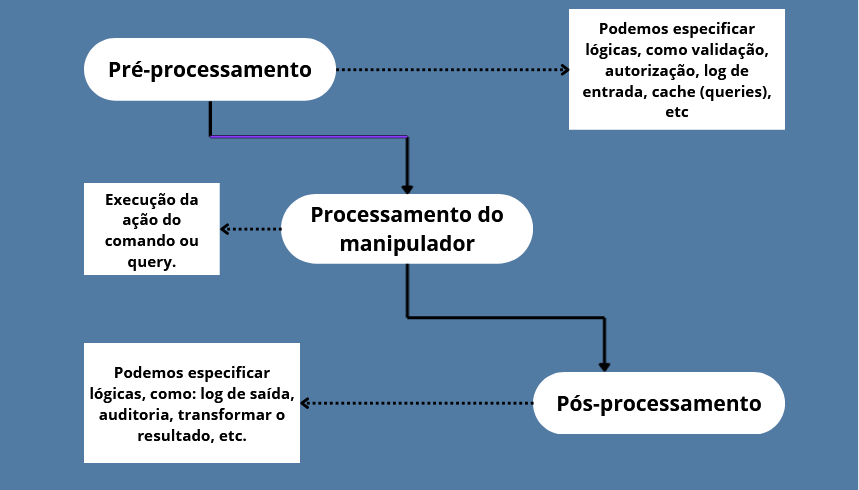 Pré-processamento
Podemos especificar
lógicas, como validação,
autorização, log de
entrada, cache (queries),
etc
Execução da
ação do
comando ou
query.
Processamento do
manipulador
Podemos especificar
lógicas, como: log de saída,
auditoria, transformar o
resultado, etc.
Pós-processamento